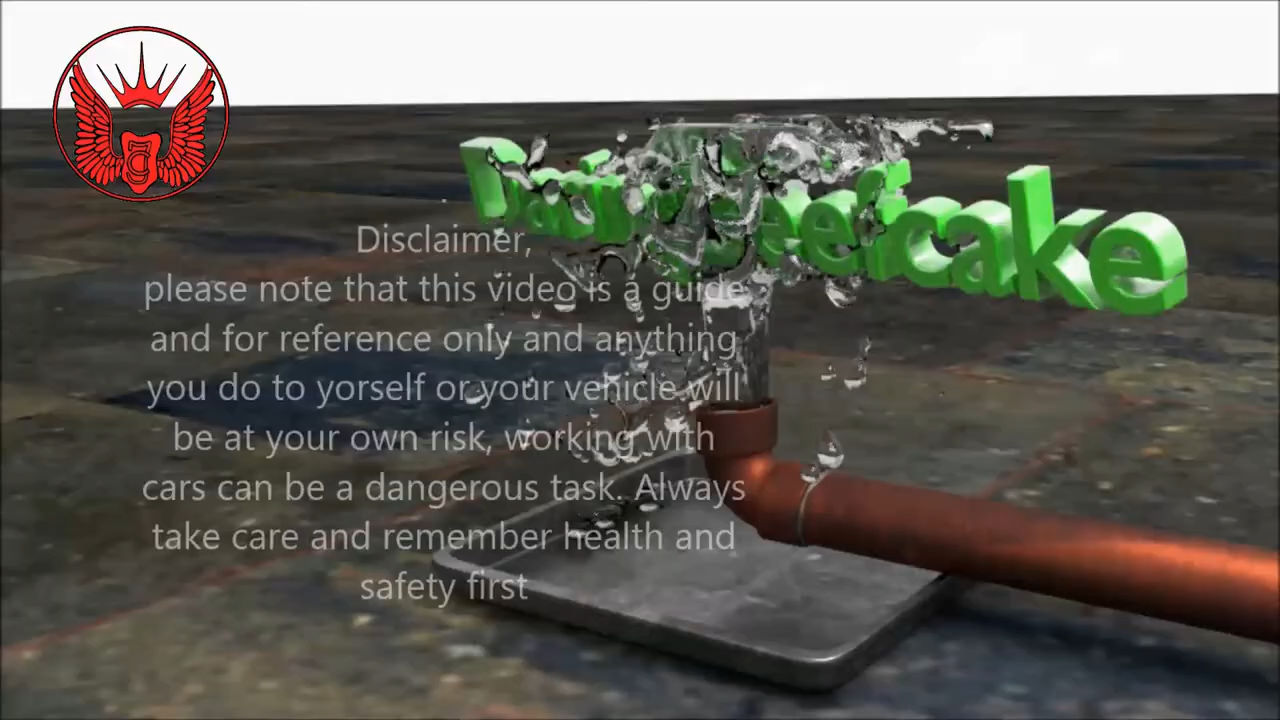 Disclaimer,
please note that this video is a guide
and for reference only and anything
you do to yorself or your vehicle will
be at your own risk, working with
cars can be a dangerous task. Always
take care and remember health and
safety first